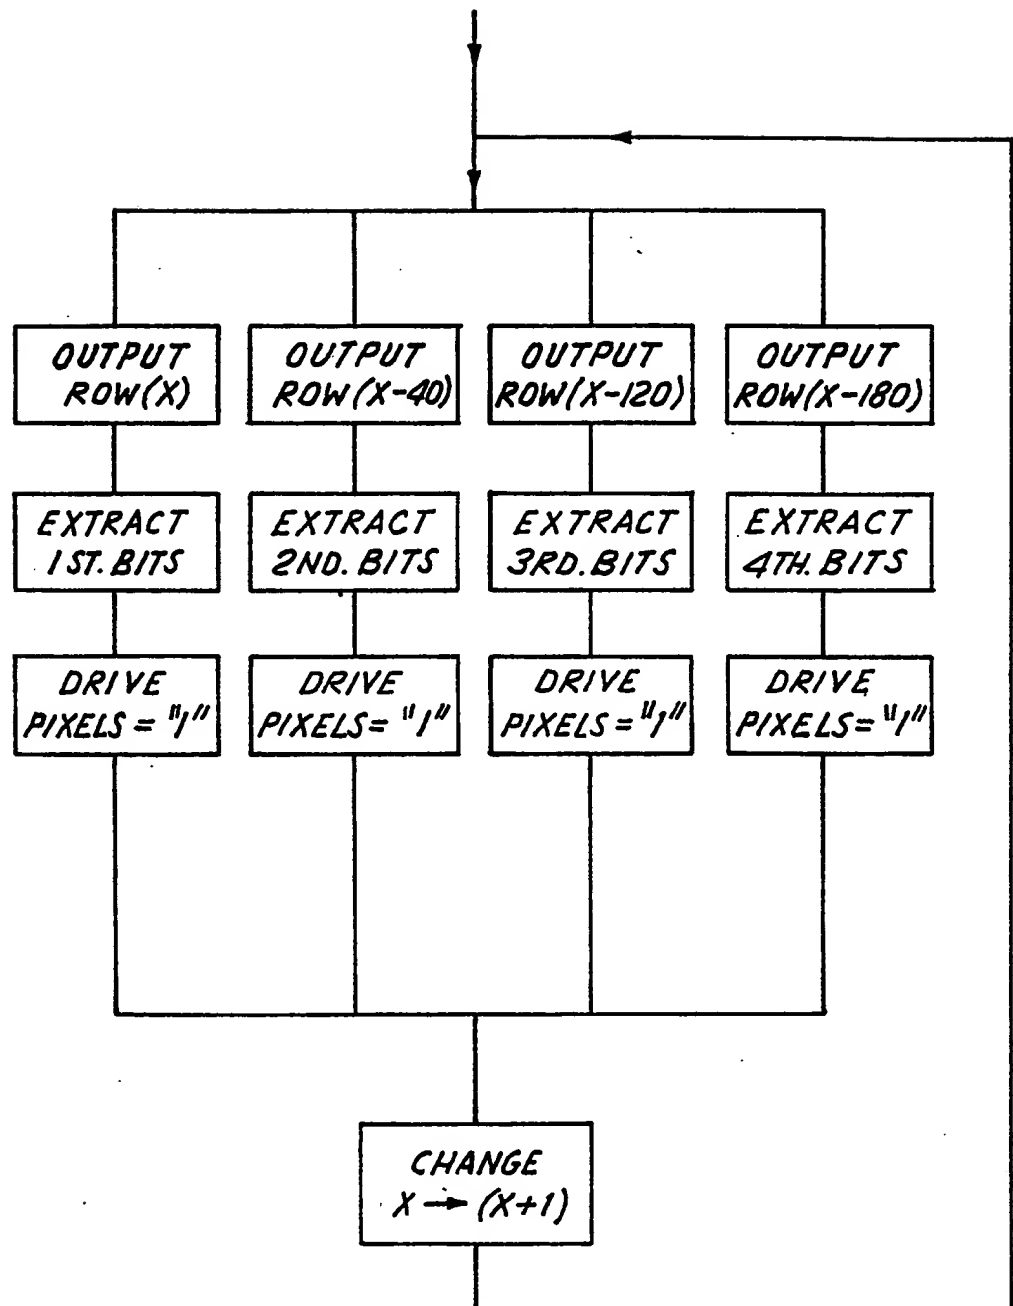 OUTPUT
ROW(X)
OUTPUT
ROW(X-40)
OUTPUT
ROW(X-120)
OUTPUT
ROW(X-180)
EXTRACT
1ST. BITS
EXTRACT
2ND. BITS
EXTRACT
3RD. BITS
EXTRACT
4TH. BITS
DRIVE
PIXELS = "1"
DRIVE
PIXELS = "1"
DRIVE
PIXELS = "1"
DRIVE
PIXELS = "1"
CHANGE
X → (X+1)